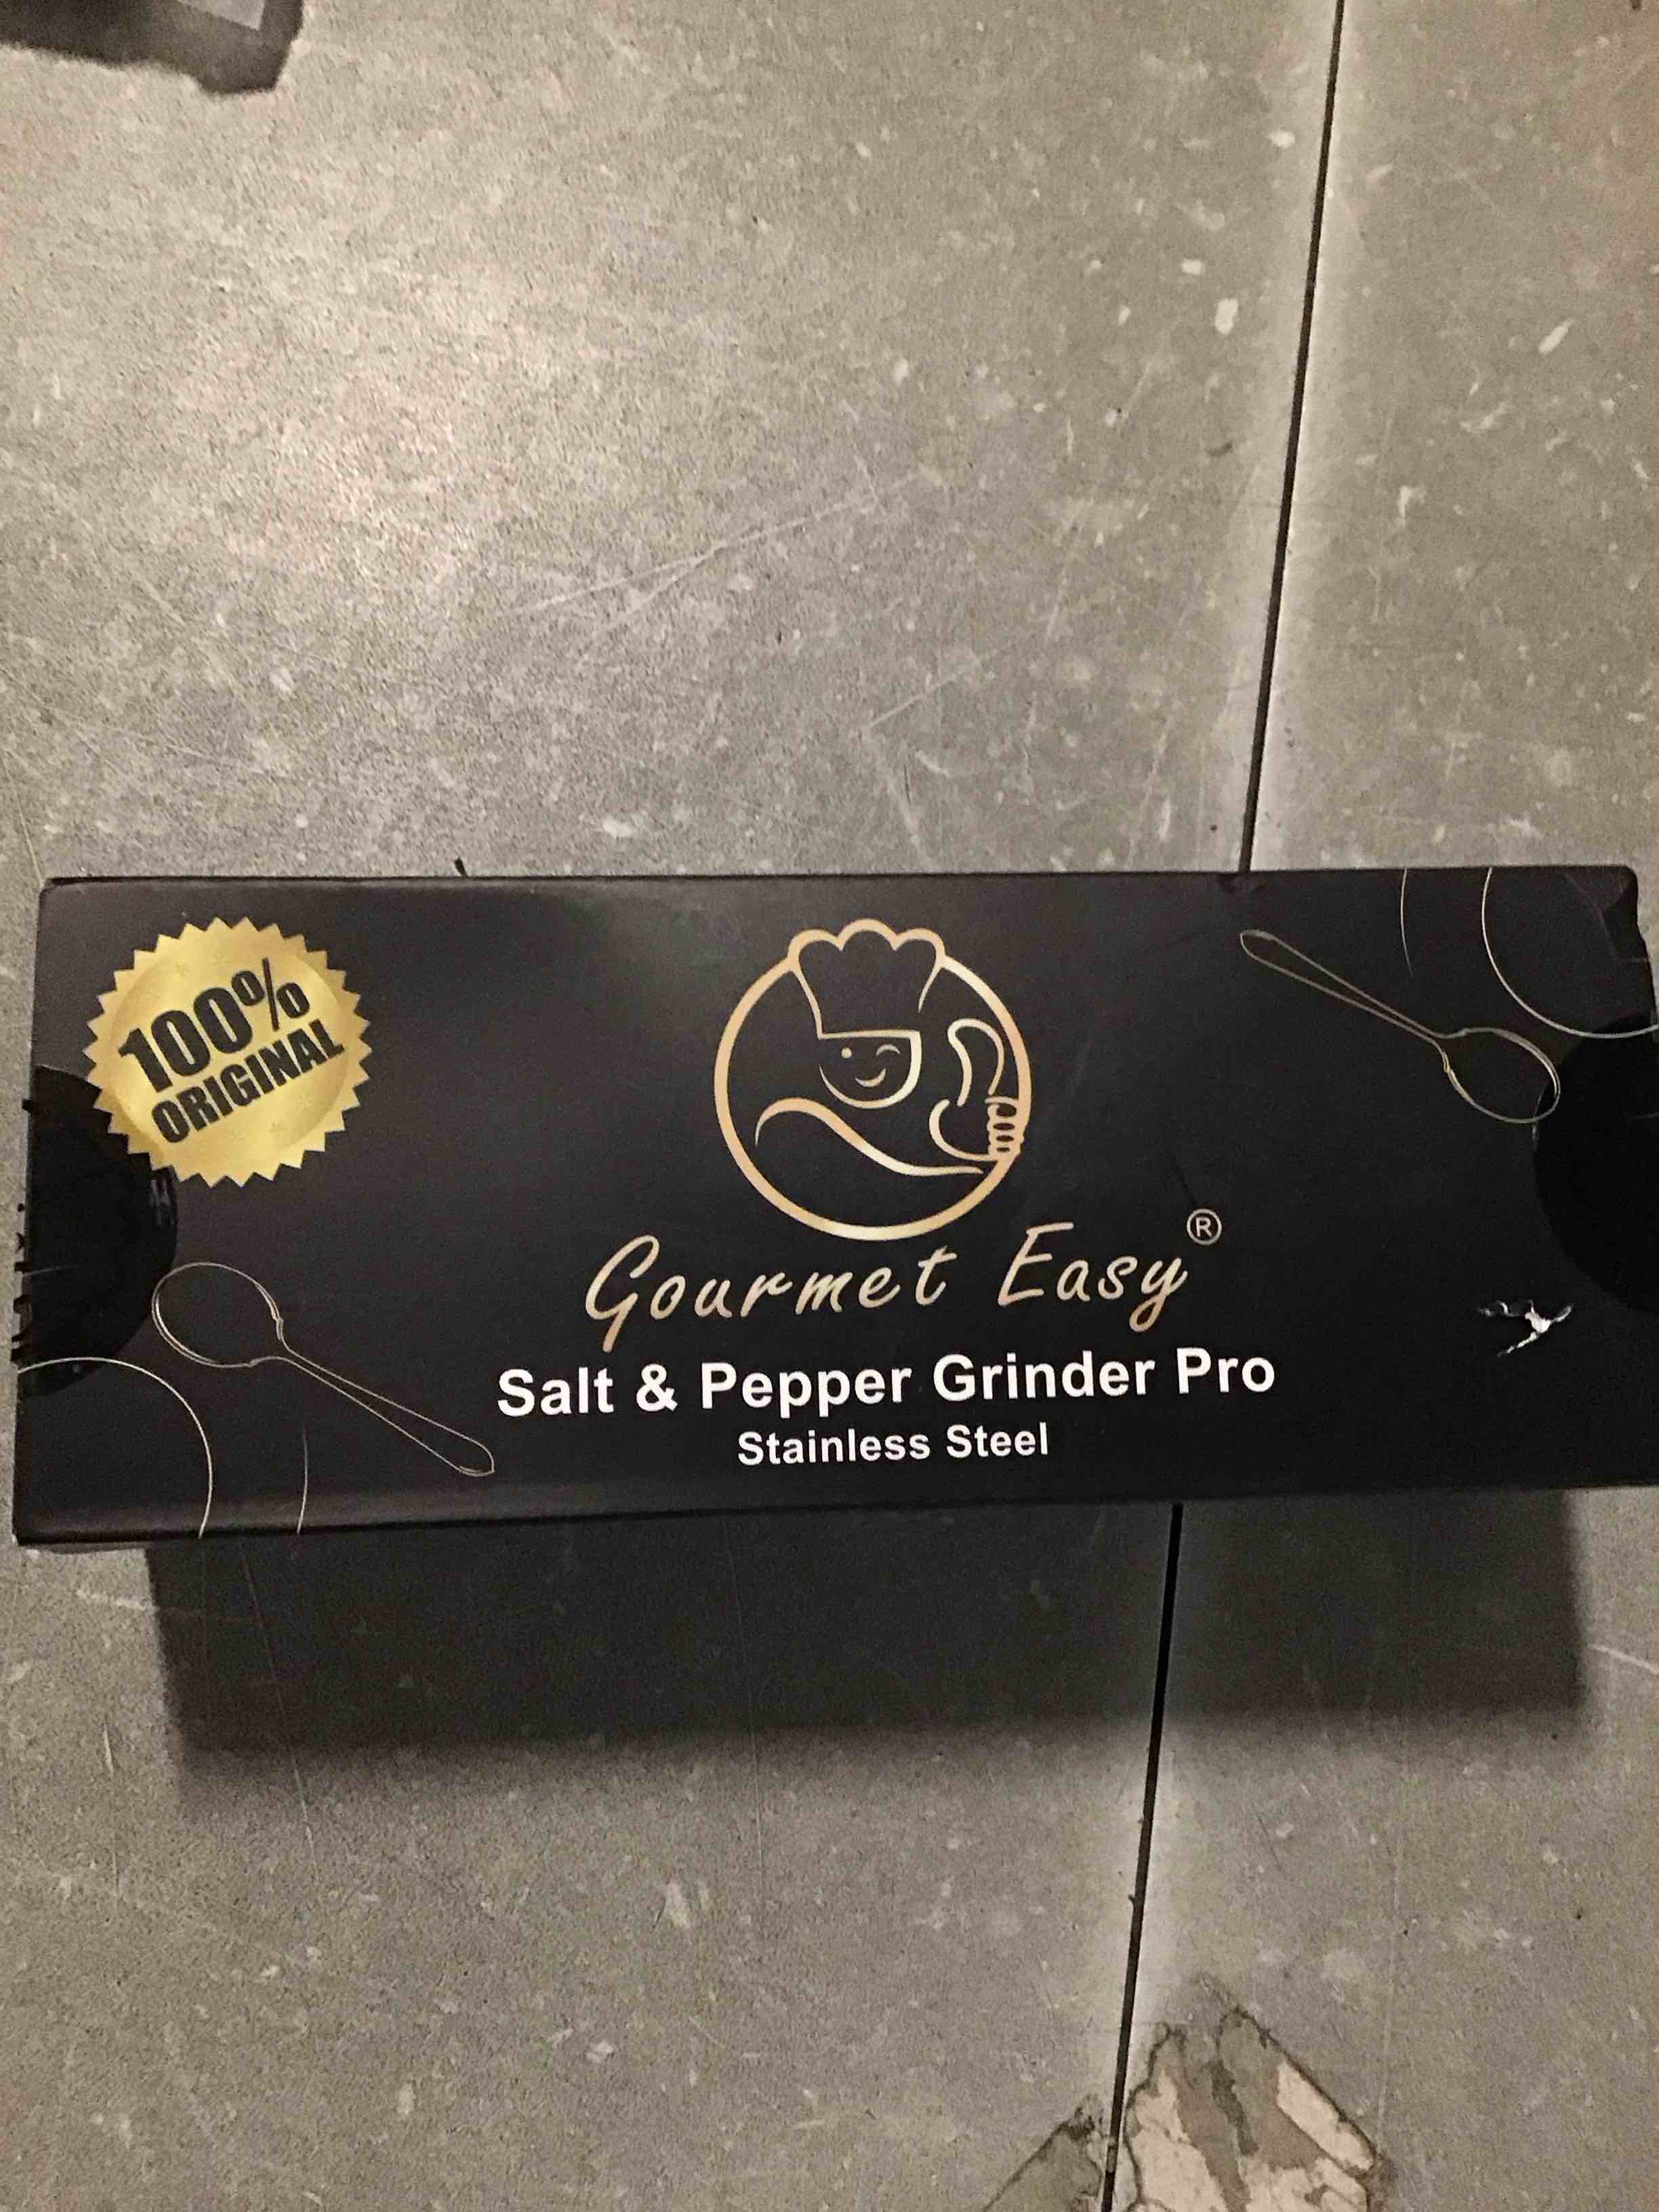 100%
ORIGINAL
Gourmet Easy®
Salt & Pepper Grinder Pro
Stainless Steel